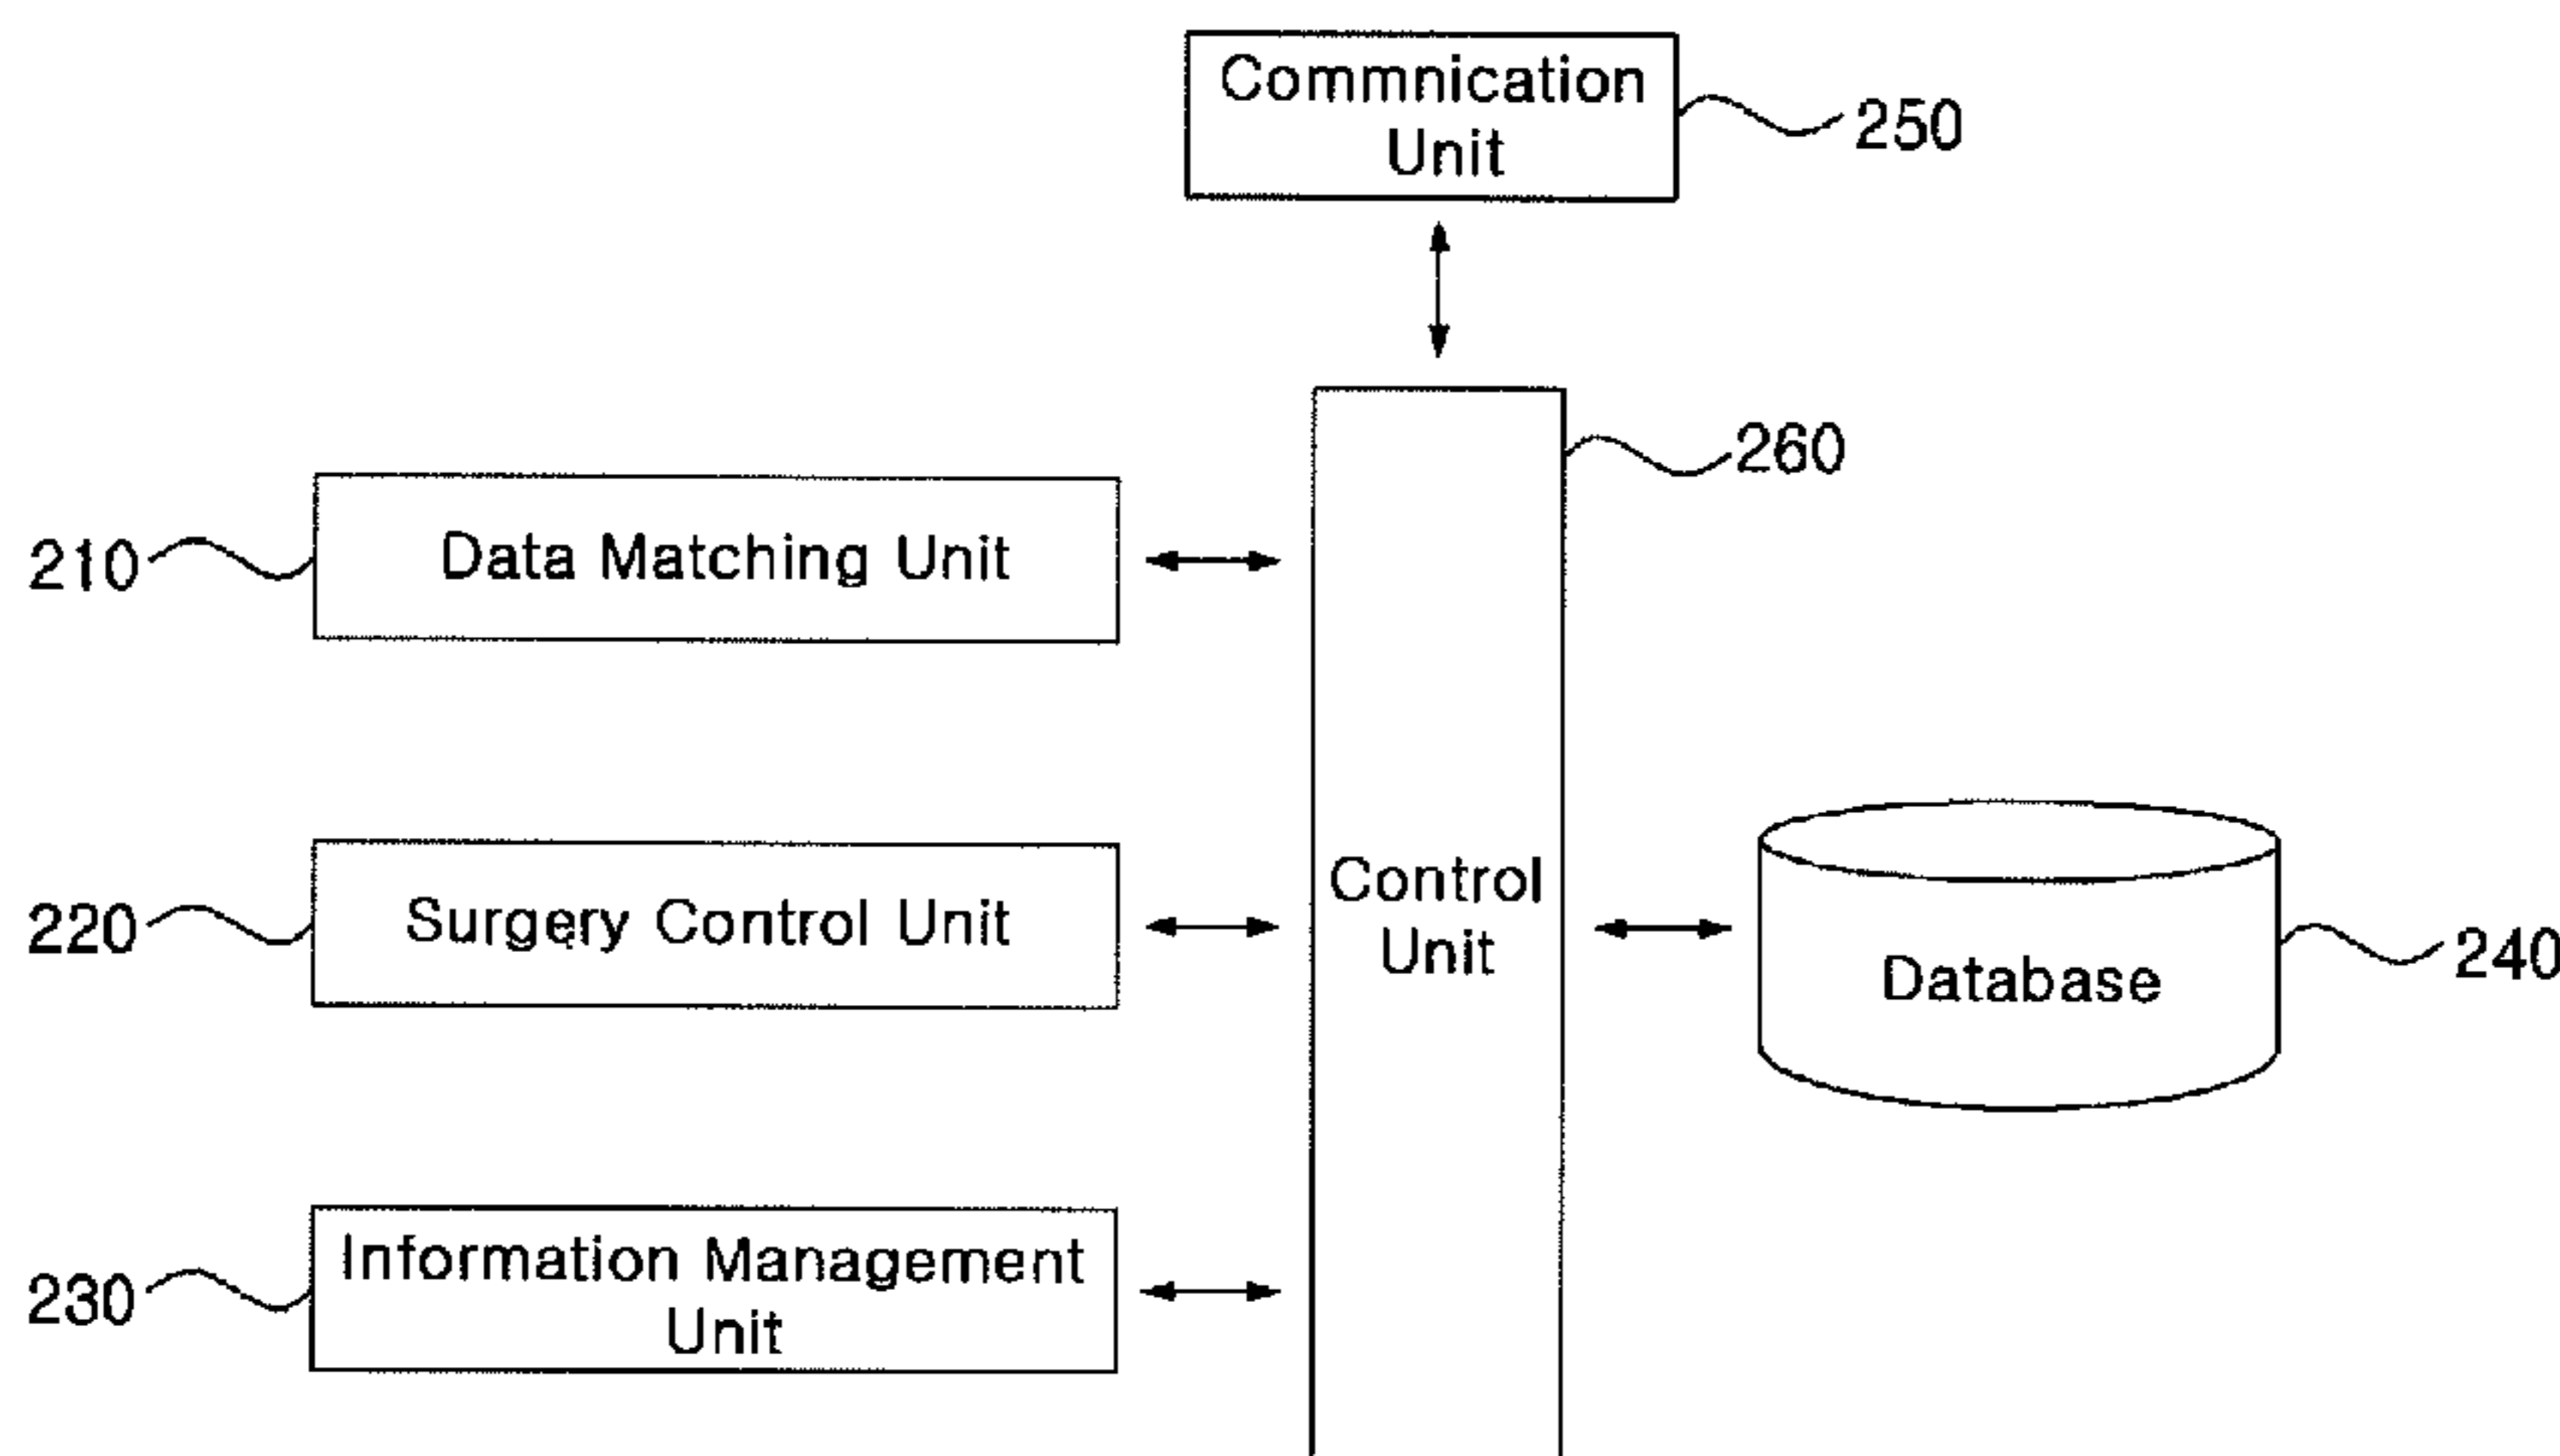 Commnication
Unit
250
260
210
Data Matching Unit
220
Surgery Control Unit
Control
Unit
Database
240
230
Information Management
Unit